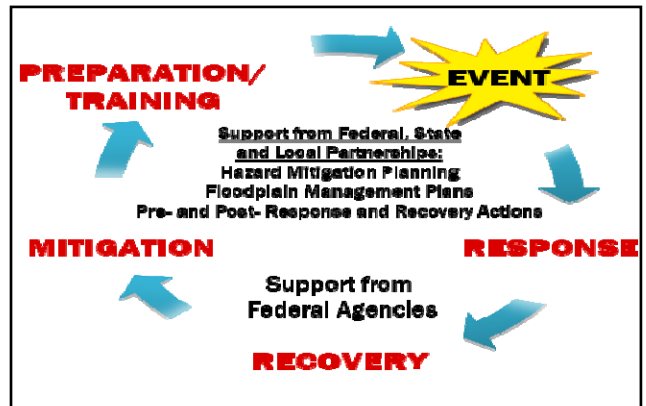 PREPARATION/
TRAINING
EVENT
Support from Federal, State
and Local Partnerships:
Hazard Mitigation Planning
Floodplain Management Plans
Pre- and Post- Response and Recovery Actions
MITIGATION
RESPONSE
Support from
Federal Agencies
RECOVERY